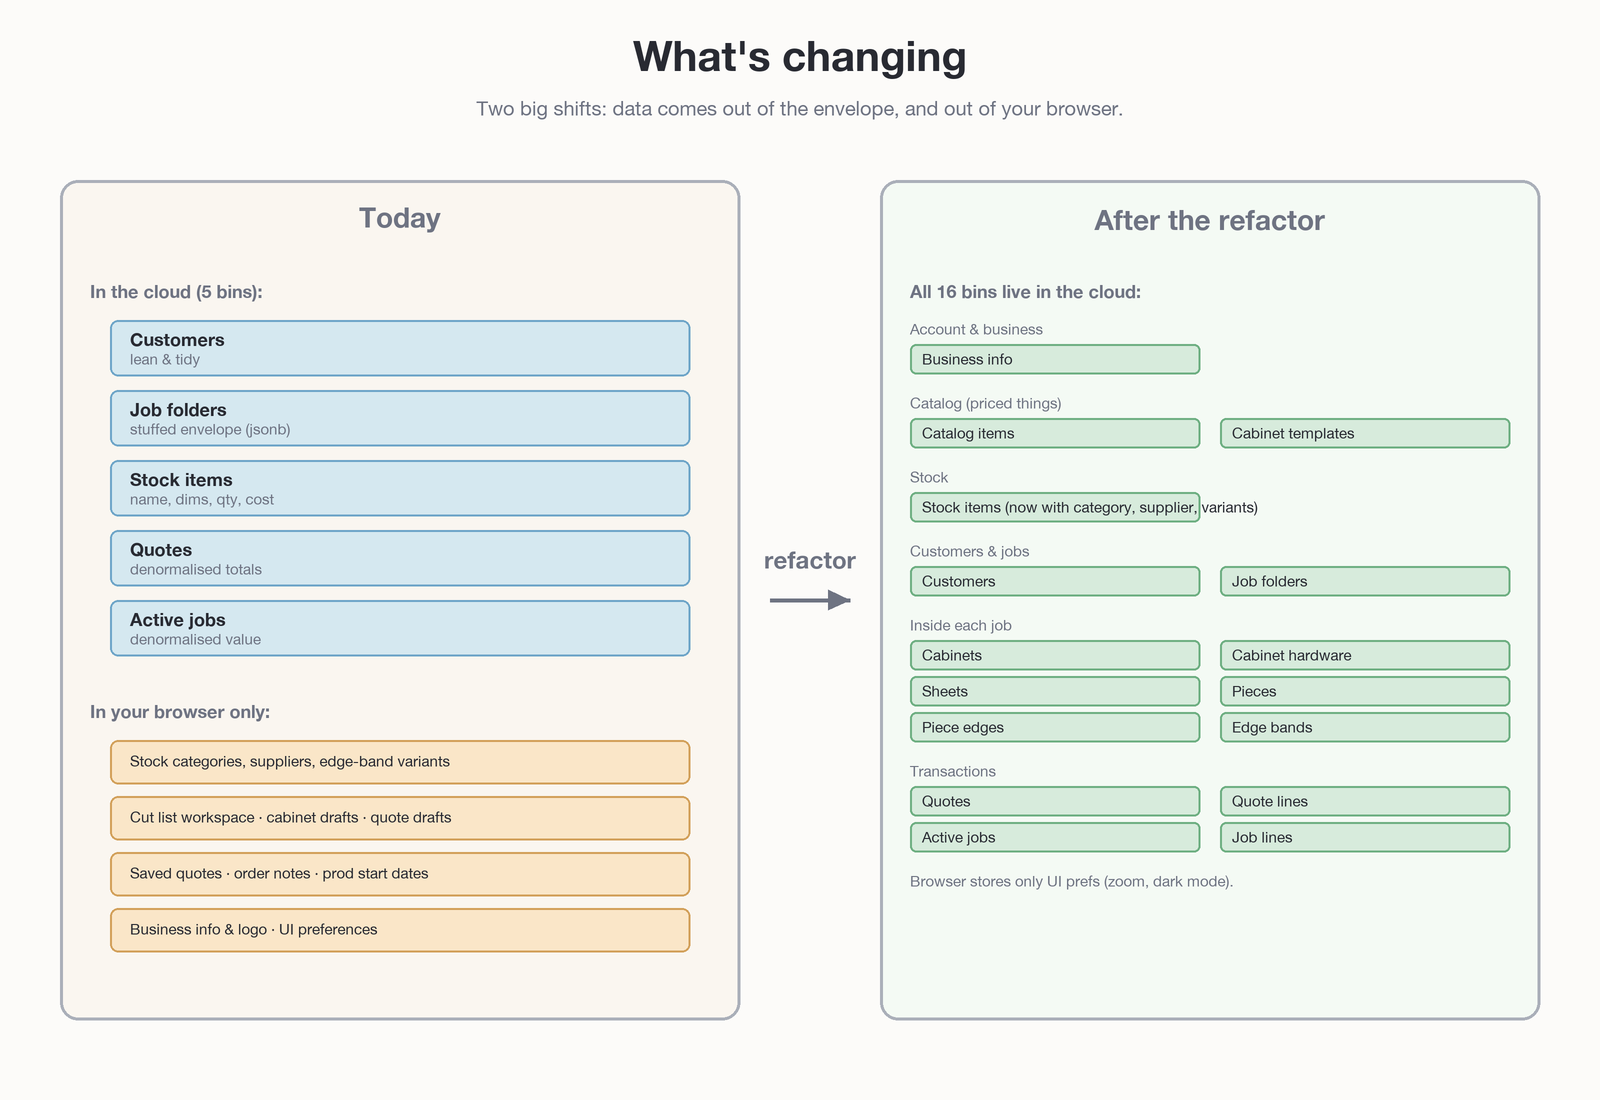 What's changing
Two big shifts: data comes out of the envelope, and out of your browser.
Today
In the cloud (5 bins):
Customers
lean & tidy
Job folders
stuffed envelope (jsonb)
Stock items
name, dims, qty, cost
Quotes
denormalised totals
Active jobs
denormalised value
In your browser only:
Stock categories, suppliers, edge-band variants
Cut list workspace · cabinet drafts · quote drafts
Saved quotes · order notes · prod start dates
Business info & logo · UI preferences
refactor
After the refactor
All 16 bins live in the cloud:
Account & business
Business info
Catalog (priced things)
Catalog items
Cabinet templates
Stock
Stock items (now with category, supplier, variants)
Customers & jobs
Customers
Job folders
Inside each job
Cabinets
Cabinet hardware
Sheets
Pieces
Piece edges
Edge bands
Transactions
Quotes
Quote lines
Active jobs
Job lines
Browser stores only UI prefs (zoom, dark mode).